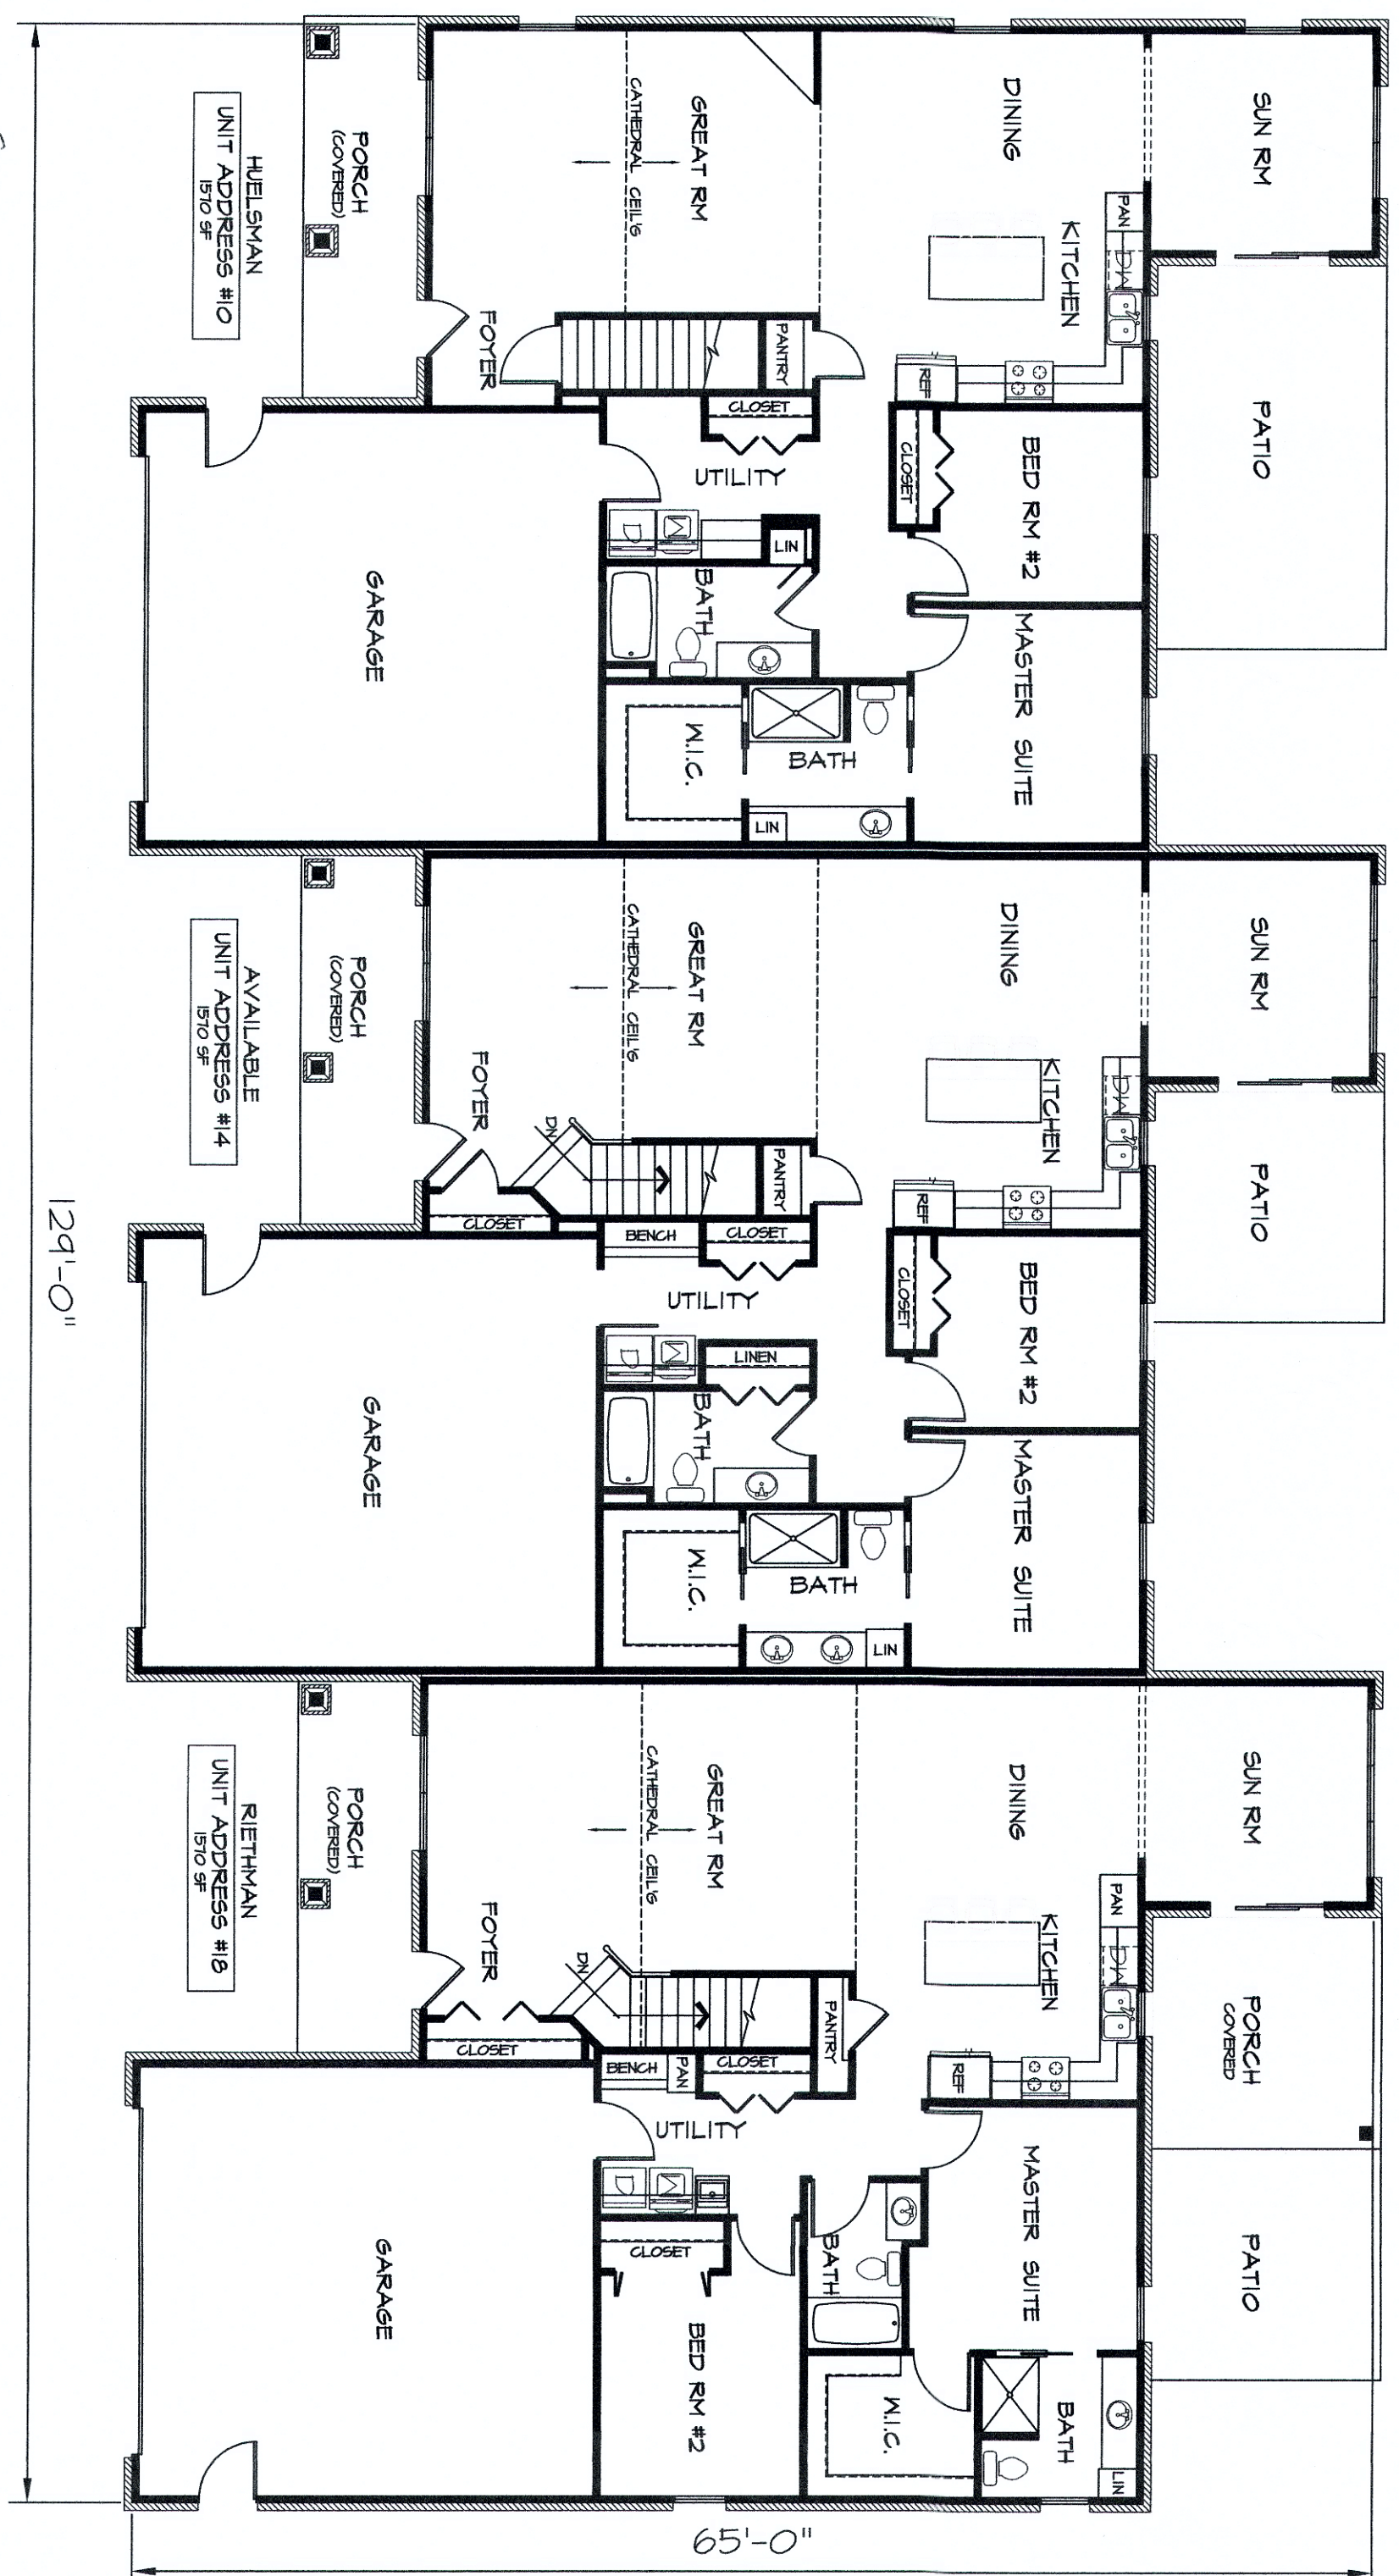 SUN RM
DINING
GREAT RM
CATHEDRAL CEIL'G
PORCH
(COVERED)
HUELSMAN
UNIT ADDRESS #10
1570 SF
PAN
DW
KITCHEN
REF
PANTRY
FOYER
PATIO
CLOSET
BED RM #2
CLOSET
UTILITY
D
W
LIN
BATH
GARAGE
MASTER SUITE
BATH
W.I.C.
LIN
SUN RM
DINING
GREAT RM
CATHEDRAL CEIL'G
PORCH
(COVERED)
AVAILABLE
UNIT ADDRESS #14
1570 SF
DW
KITCHEN
REF
PANTRY
DN
FOYER
CLOSET
PATIO
BENCH
CLOSET
BED RM #2
CLOSET
UTILITY
D
W
LINEN
BATH
GARAGE
MASTER SUITE
BATH
W.I.C.
LIN
SUN RM
DINING
GREAT RM
CATHEDRAL CEIL'G
PORCH
(COVERED)
RIETHMAN
UNIT ADDRESS #18
1570 SF
PAN
DW
KITCHEN
REF
PANTRY
DN
FOYER
CLOSET
PORCH
COVERED
BENCH
PAN
CLOSET
UTILITY
D
W
MASTER SUITE
BATH
CLOSET
BED RM #2
GARAGE
PATIO
W.I.C.
BATH
LIN
129'-0"
65'-0"